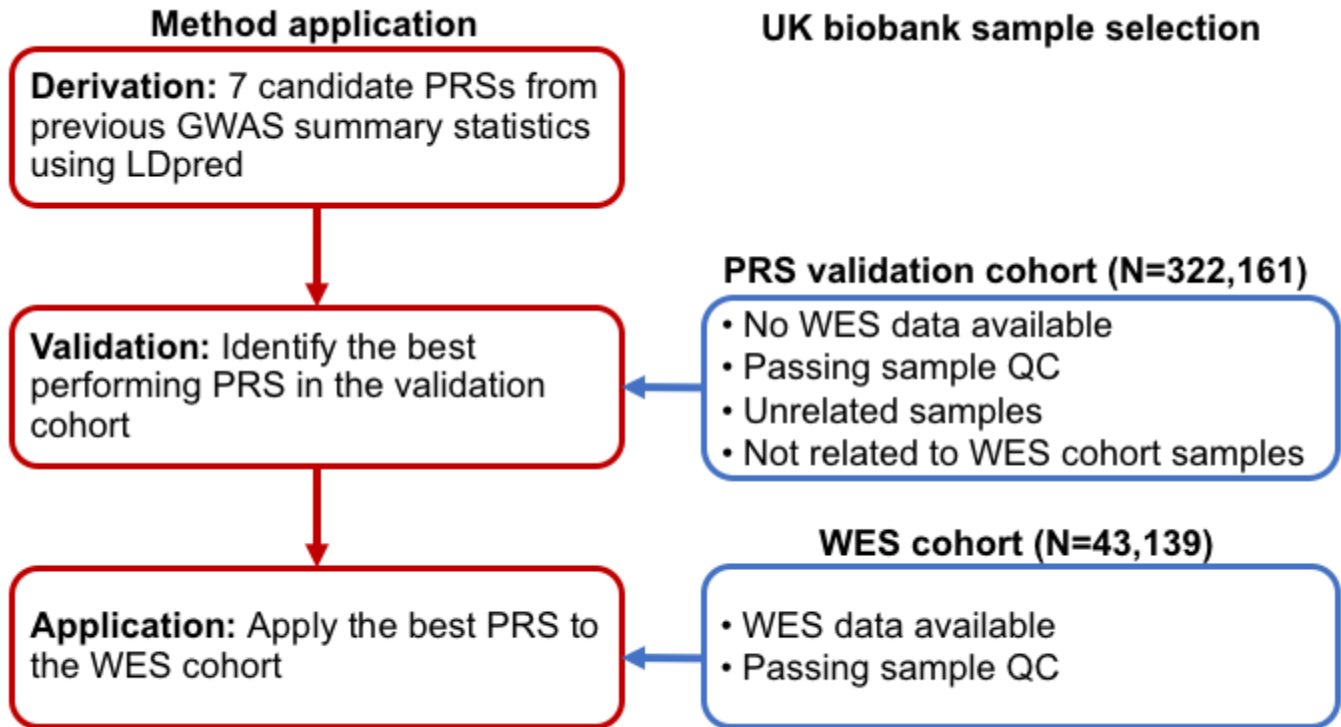 Method application
UK biobank sample selection
Derivation: 7 candidate PRSs from
previous GWAS summary statistics
using LDpred
PRS validation cohort (N=322,161)
Validation: Identify the best
performing PRS in the validation
cohort
• No WES data available
• Passing sample QC
• Unrelated samples
• Not related to WES cohort samples
WES cohort (N=43,139)
Application: Apply the best PRS to
the WES cohort
• WES data available
• Passing sample QC